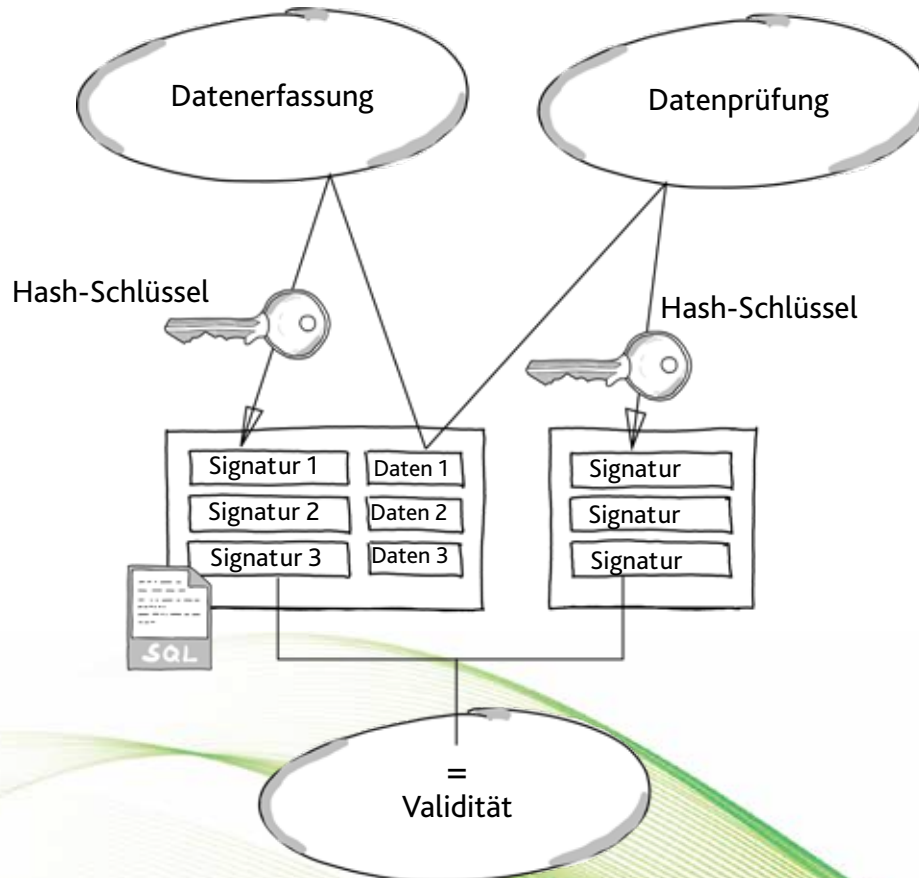 Datenerfassung
Datenprüfung
Hash-Schlüssel
Hash-Schlüssel
Signatur 1
Daten 1
Signatur 2
Daten 2
Signatur 3
Daten 3
Signatur
Signatur
Signatur
SQL
=
Validität